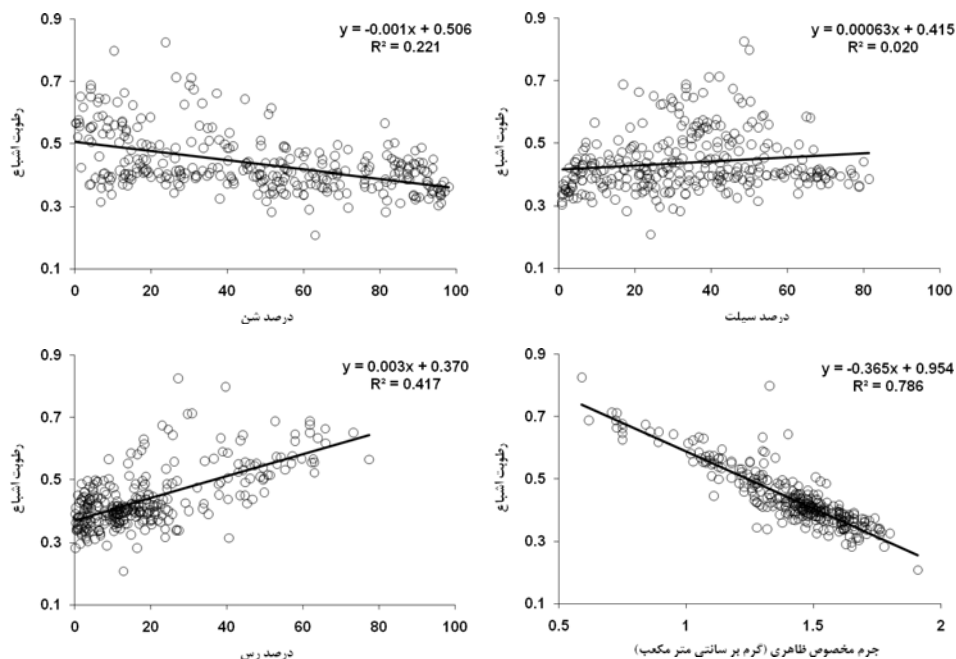 y = -0.001x + 0.506
R² = 0.221
0.9
0.7
0.5
0.3
0.1
رطوبت اشباع
0 20 40 60 80 100
درصد شن
y = 0.00063x + 0.415
R² = 0.020
0.9
0.7
0.5
0.3
0.1
رطوبت اشباع
0 20 40 60 80 100
درصد سیلت
y = 0.003x + 0.370
R² = 0.417
0.9
0.7
0.5
0.3
0.1
رطوبت اشباع
0 20 40 60 80 100
درصد رس
y = -0.365x + 0.954
R² = 0.786
0.9
0.7
0.5
0.3
0.1
رطوبت اشباع
0.5 1 1.5 2
جرم مخصوص ظاهری (گرم بر سانتی متر مکعب)